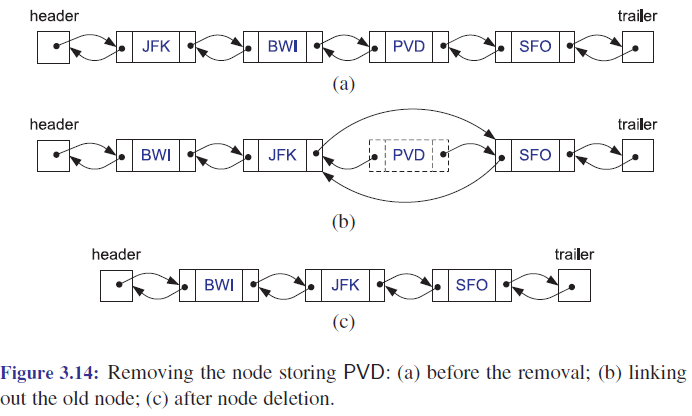 header trailer
JFK BWI PVD SFO
(a)
header trailer
BWI JFK PVD SFO
(b)
header trailer
BWI JFK SFO
(c)
Figure 3.14: Removing the node storing PVD: (a) before the removal; (b) linking
out the old node; (c) after node deletion.